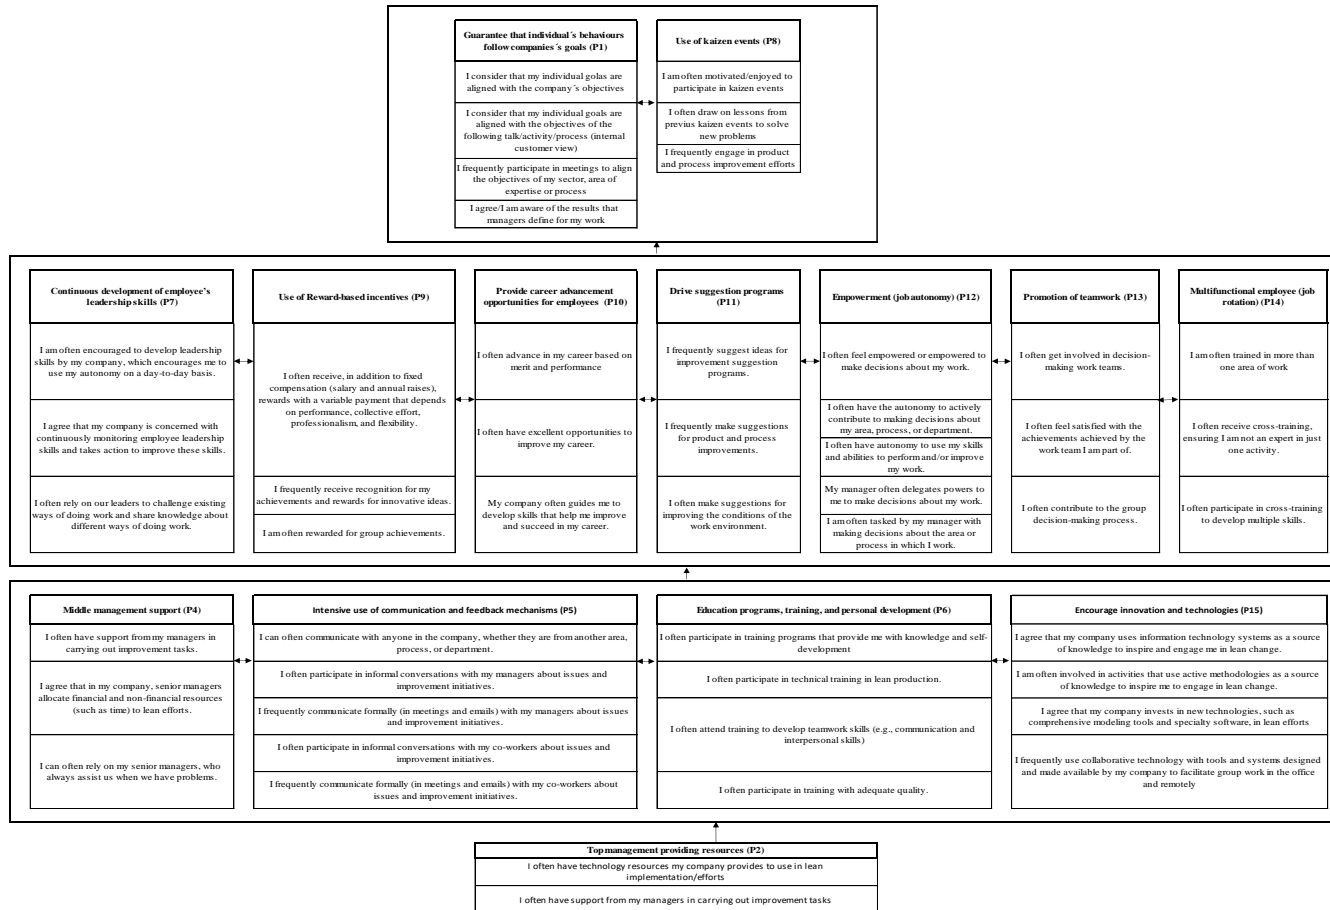 Guarantee that individual´s behaviours
follow companies´s goals (P1)
I consider that my individual golas are
aligned with the company´s objectives
I consider that my individual goals are
aligned with the objectives of the
following talk/activity/process (internal
customer view)
I frequently participate in meetings to align
the objectives of my sector, area of
expertise or process
I agree/I am aware of the results that
managers define for my work
Use of kaizen events (P8)
I am often motivated/enjoyed to
participate in kaizen events
I often draw on lessons from
previus kaizen events to solve
new problems
I frequently engage in product
and process improvement efforts
Continuous development of employee's
leadership skills (P7)
I am often encouraged to develop leadership
skills by my company, which encourages me to
use my autonomy on a day-to-day basis.
I agree that my company is concerned with
continuously monitoring employee leadership
skills and takes action to improve these skills.
I often rely on our leaders to challenge existing
ways of doing work and share knowledge about
different ways of doing work.
Use of Reward-based incentives (P9)
I often receive, in addition to fixed
compensation (salary and annual raises),
rewards with a variable payment that depends
on performance, collective effort,
professionalism, and flexibility.
I frequently receive recognition for my
achievements and rewards for innovative ideas.
I am often rewarded for group achievements.
Provide career advancement
opportunities for employees (P10)
I often advance in my career based on
merit and performance
I often have excellent opportunities to
improve my career.
My company often guides me to
develop skills that help me improve
and succeed in my career.
Drive suggestion programs
(P11)
I frequently suggest ideas for
improvement suggestion
programs.
I frequently make suggestions
for product and process
improvements.
I often make suggestions for
improving the conditions of the
work environment.
Empowerment (job autonomy) (P12)
I often feel empowered or empowered to
make decisions about my work.
I often have the autonomy to actively
contribute to making decisions about
my area, process, or department.
I often have autonomy to use my skills
and abilities to perform and/or improve
my work.
My manager often delegates powers to
me to make decisions about my work.
I am often tasked by my manager with
making decisions about the area or
process in which I work.
Promotion of teamwork (P13)
I often get involved in decision-
making work teams.
I often feel satisfied with the
achievements achieved by the
work team I am part of.
I often contribute to the group
decision-making process.
Multifunctional employee (job
rotation) (P14)
I am often trained in more than
one area of work
I often receive cross-training,
ensuring I am not an expert in just
one activity.
I often participate in cross-training
to develop multiple skills.
Middle management support (P4)
I often have support from my managers in
carrying out improvement tasks.
I agree that in my company, senior managers
allocate financial and non-financial resources
(such as time) to lean efforts.
I can often rely on my senior managers, who
always assist us when we have problems.
Intensive use of communication and feedback mechanisms (P5)
I can often communicate with anyone in the company, whether they are from another area,
process, or department.
I often participate in informal conversations with my managers about issues and
improvement initiatives.
I frequently communicate formally (in meetings and emails) with my managers about issues
and improvement initiatives.
I often participate in informal conversations with my co-workers about issues and
improvement initiatives.
I frequently communicate formally (in meetings and emails) with my co-workers about
issues and improvement initiatives.
Education programs, training, and personal development (P6)
I often participate in training programs that provide me with knowledge and self-
development
I often participate in technical training in lean production.
I often attend training to develop teamwork skills (e.g., communication and
interpersonal skills)
I often participate in training with adequate quality.
Encourage innovation and technologies (P15)
I agree that my company uses information technology systems as a source
of knowledge to inspire and engage me in lean change.
I am often involved in activities that use active methodologies as a source
of knowledge to inspire me to engage in lean change.
I agree that my company invests in new technologies, such as
comprehensive modeling tools and specialty software, in lean efforts
I frequently use collaborative technology with tools and systems designed
and made available by my company to facilitate group work in the office
and remotely
Top management providing resources (P2)
I often have technology resources my company provides to use in lean
implementation/efforts
I often have support from my managers in carrying out improvement tasks